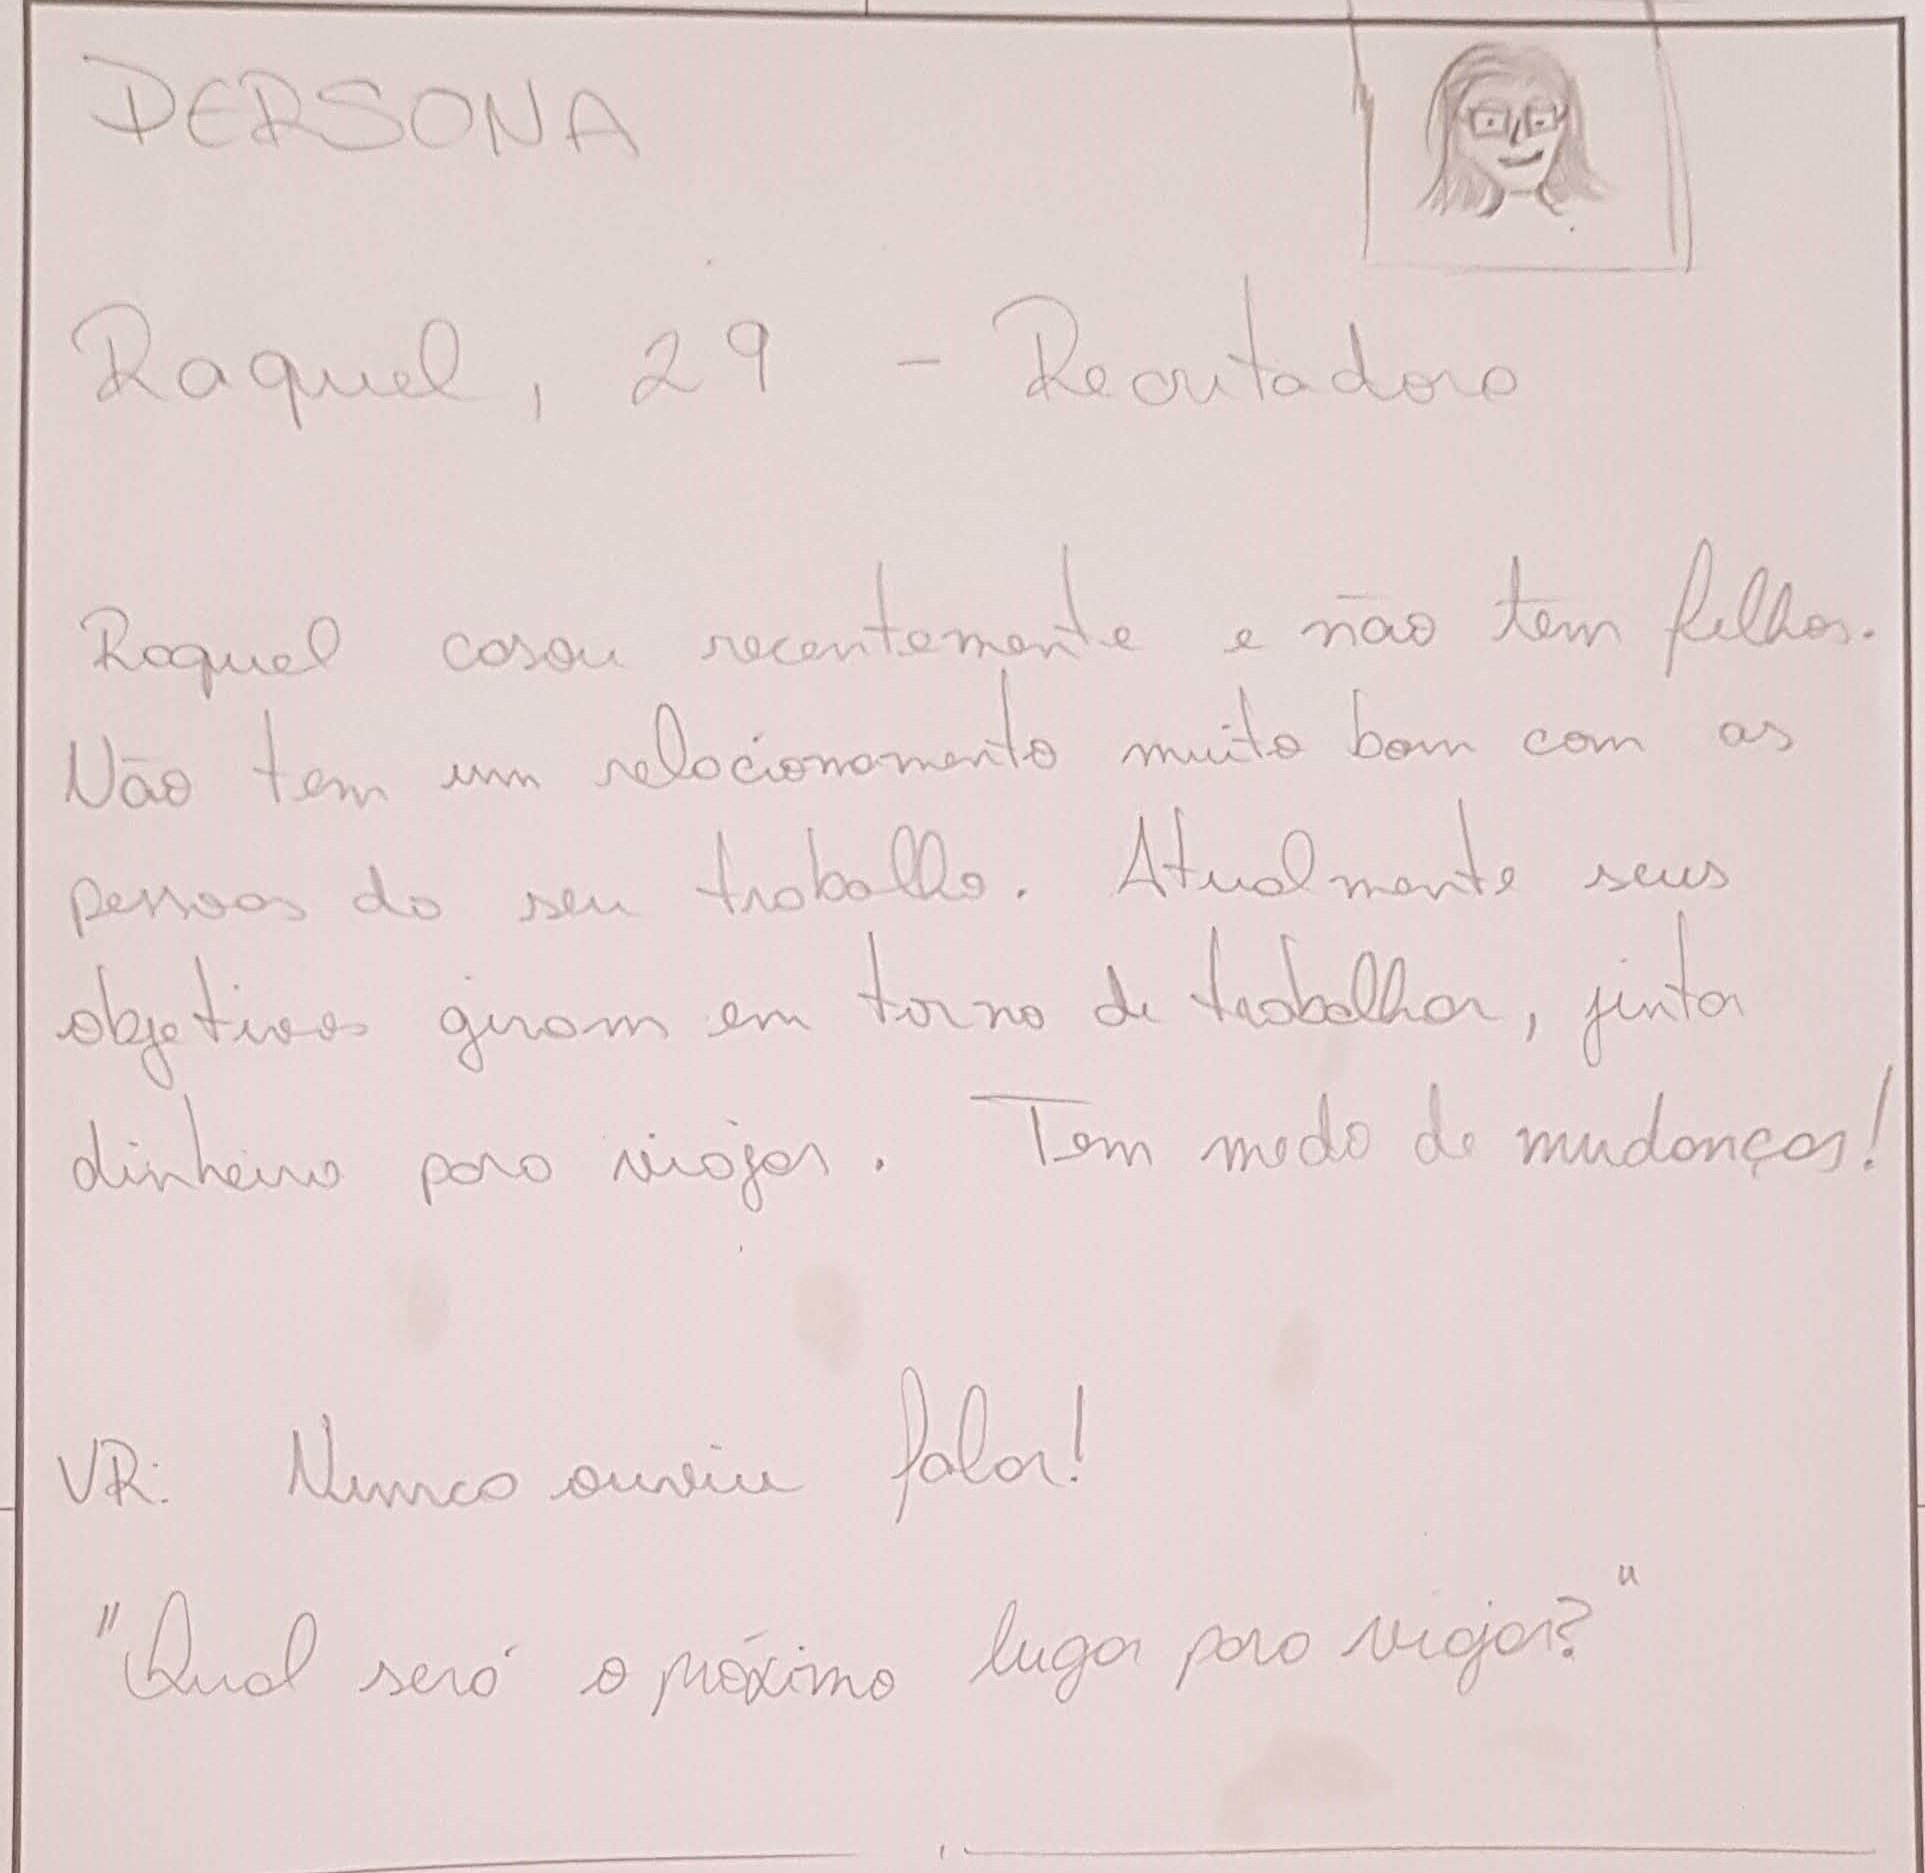 PERSONA
Raquel, 29 - Recrutadora
Raquel casou recentemente e não tem filhos.
Não tem um relacionamento muito bom com as
pessoas do seu trabalho. Atualmente seus
objetivos giram em torno de trabalhar, juntar
dinheiro para viajar. Tem medo de mudanças!
VR: Nunca ouviu falar!
"Qual será o próximo lugar para viajar?"